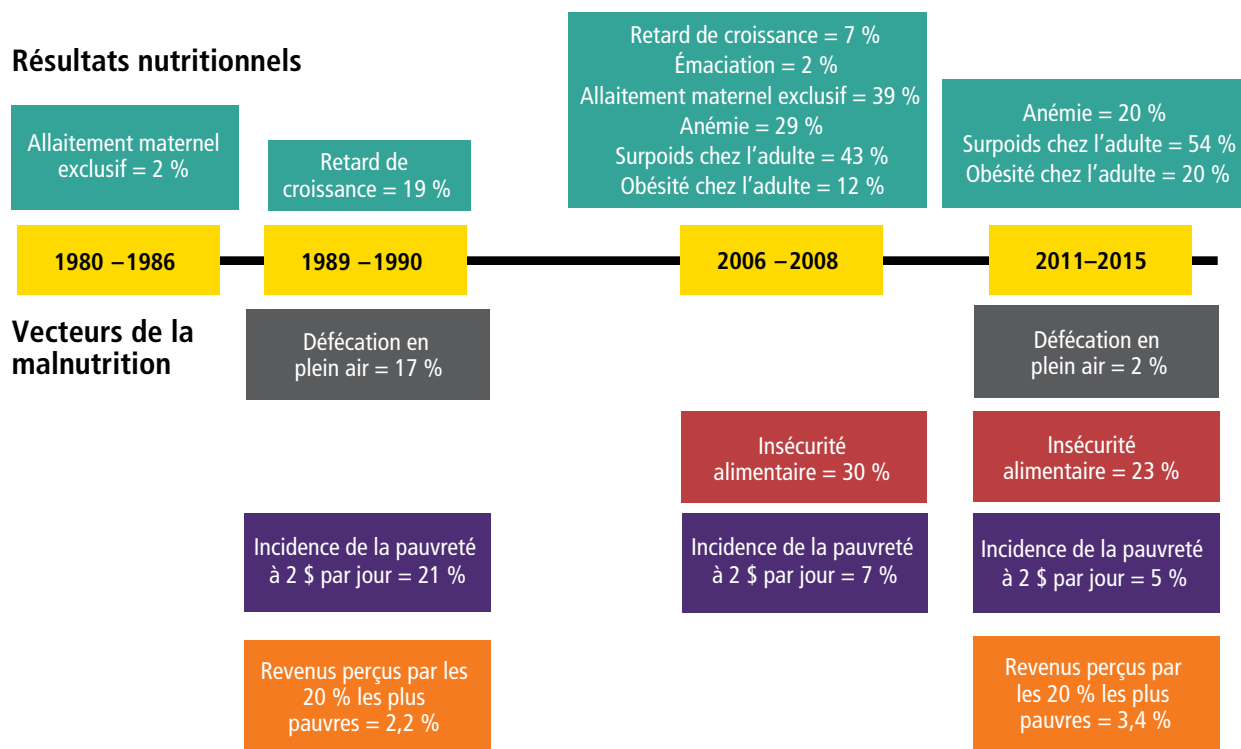 Résultats nutritionnels
Allaitement maternel
exclusif = 2 %
Retard de
croissance = 19 %
Retard de croissance = 7 %
Émaciation = 2 %
Allaitement maternel exclusif = 39 %
Anémie = 29 %
Surpoids chez l'adulte = 43 %
Obésité chez l'adulte = 12 %
Anémie = 20 %
Surpoids chez l'adulte = 54 %
Obésité chez l'adulte = 20 %
1980 –1986
1989 –1990
2006 –2008
2011–2015
Vecteurs de la
malnutrition
Défécation en
plein air = 17 %
Défécation en
plein air = 2 %
Insécurité
alimentaire = 30 %
Insécurité
alimentaire = 23 %
Incidence de la pauvreté
à 2 $ par jour = 21 %
Incidence de la pauvreté
à 2 $ par jour = 7 %
Incidence de la pauvreté
à 2 $ par jour = 5 %
Revenus perçus par les
20 % les plus
pauvres = 2,2 %
Revenus perçus par
les 20 % les plus
pauvres = 3,4 %